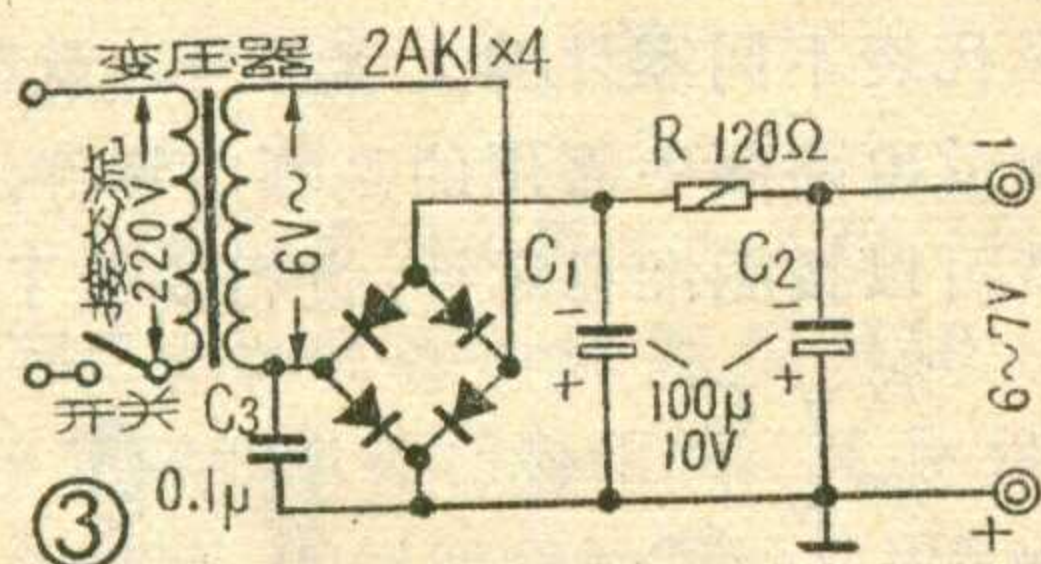 变压器 2AK1×4
接交流
220V
6V~
R 120Ω
−
C₁
−
+
C₂
−
+
100μ
10V
6~7V
开关
C3
0.1μ
③
+